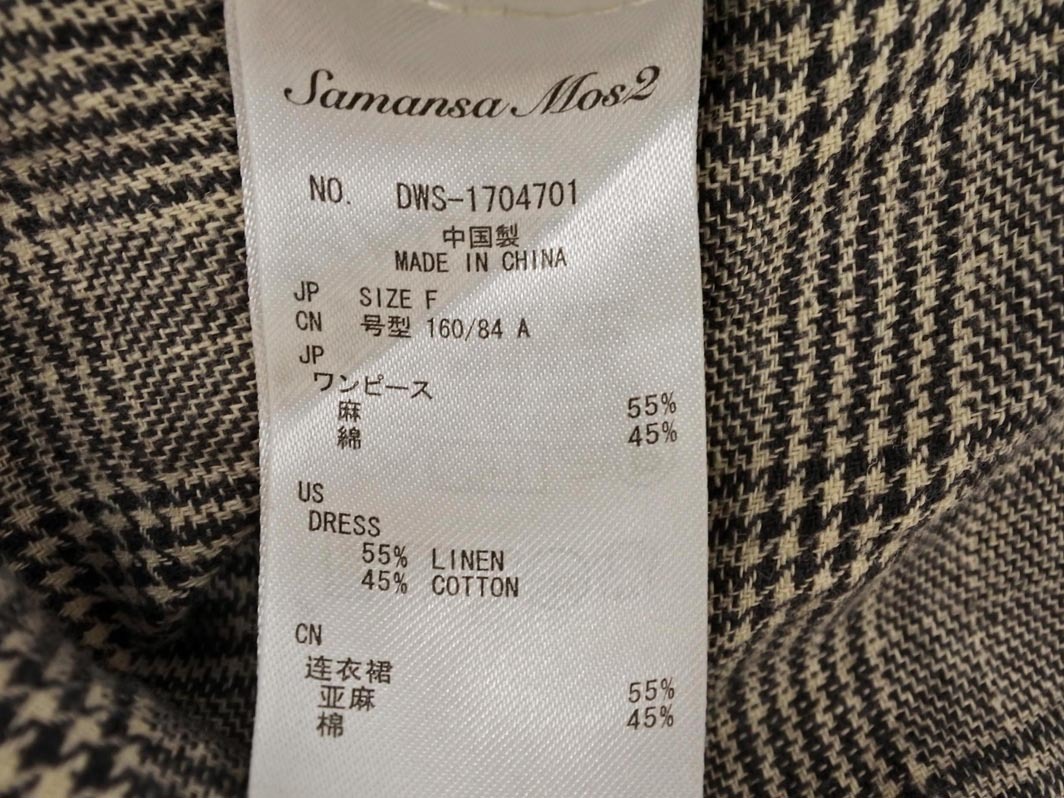 Samansa Mos2
NO. DWS-1704701
中国製
MADE IN CHINA
JP SIZE F
CN 号型 160/84 A
JP
ワンピース
麻 55%
綿 45%
US
DRESS
55% LINEN
45% COTTON
CN
连衣裙
亚麻 55%
棉 45%